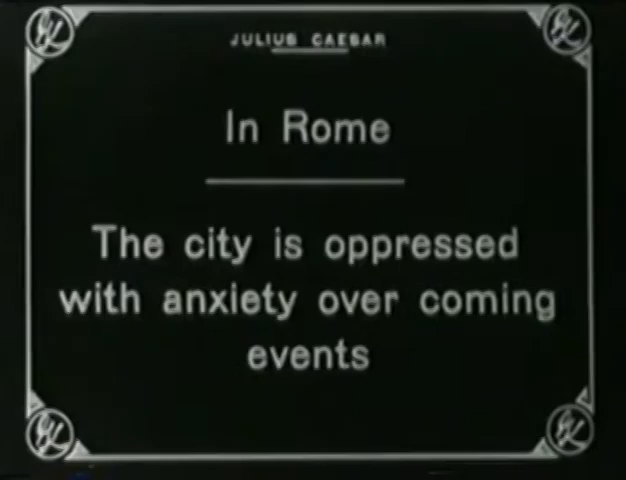 JULIUS CAESAR
In Rome
The city is oppressed
with anxiety over coming
events